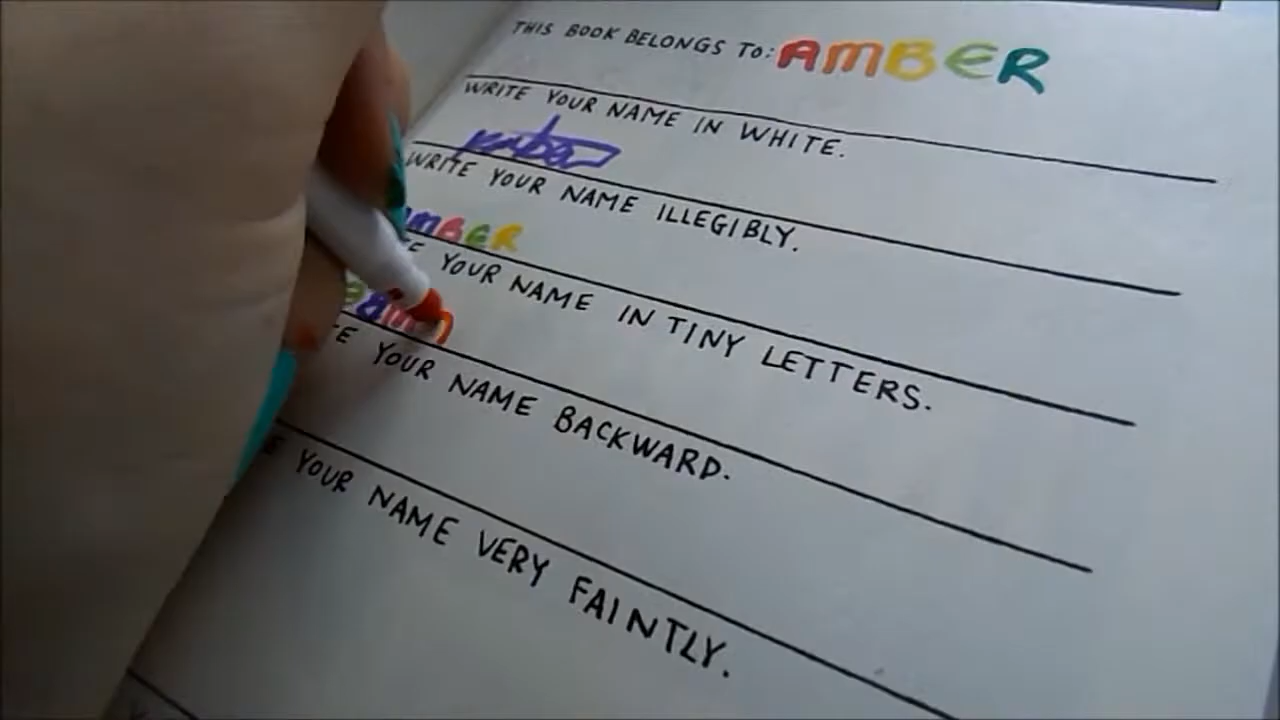 THIS BOOK BELONGS TO: AMBER
WRITE YOUR NAME IN WHITE.
WRITE YOUR NAME ILLEGIBLY.
AMBER
YOUR NAME IN TINY LETTERS.
YOUR NAME BACKWARD.
YOUR NAME VERY FAINTLY.